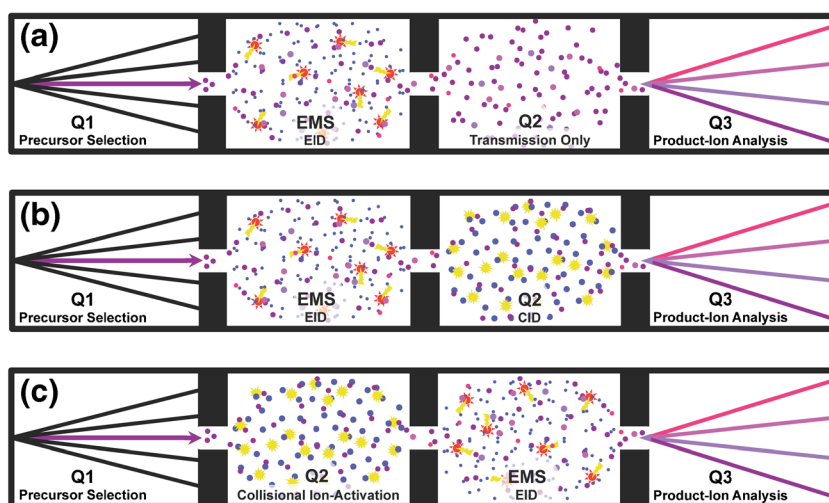 (a)
Q1
Precursor Selection
EMS
EID
Q2
Transmission Only
Q3
Product-Ion Analysis
(b)
Q1
Precursor Selection
EMS
EID
Q2
CID
Q3
Product-Ion Analysis
(c)
Q1
Precursor Selection
Q2
Collisional Ion-Activation
EMS
EID
Q3
Product-Ion Analysis